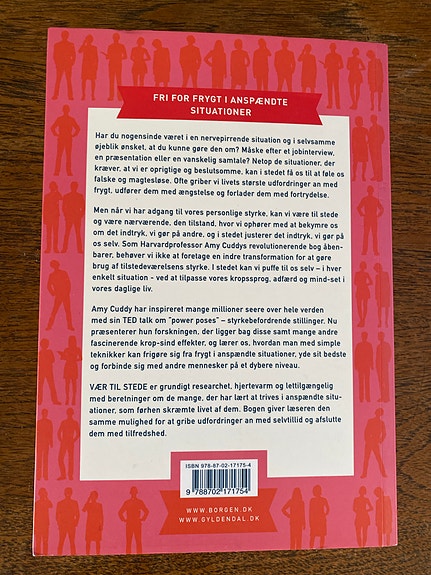 FRI FOR FRYGT I ANSPÆNDTE
SITUATIONER
Har du nogensinde været i en nervepirrende situation og i selvsamme
øjeblik ønsket, at du kunne gøre den om? Måske efter et jobinterview,
en præsentation eller en vanskelig samtale? Netop de situationer, der
kræver, at vi er oprigtige og beslutsomme, kan i stedet få os til at føle os
falske og magtesløse. Ofte griber vi livets største udfordringer an med
frygt, udfører dem med ængstelse og forlader dem med fortrydelse.
Men når vi har adgang til vores personlige styrke, kan vi være til stede
og være nærværende, den tilstand, hvor vi ophører med at bekymre os
om det indtryk, vi gør på andre, og i stedet justerer det indtryk, vi gør på
os selv. Som Harvardprofessor Amy Cuddys revolutionerende bog åben-
barer, behøver vi ikke at foretage en indre transformation for at gøre
brug af tilstedeværelsens styrke. I stedet kan vi puffe til os selv – i hver
enkelt situation - ved at tilpasse vores kropssprog, adfærd og mind-set i
vores daglige liv.
Amy Cuddy har inspireret mange millioner seere over hele verden
med sin TED talk om "power poses" – styrkebefordrende stillinger. Nu
præsenterer hun forskningen, der ligger bag disse samt mange andre
fascinerende krop-sind effekter, og lærer os, hvordan man med simple
teknikker kan frigøre sig fra frygt i anspændte situationer, yde sit bedste
og forbinde sig med andre mennesker på et dybere niveau.
VÆR TIL STEDE er grundigt researchet, hjertevarm og lettilgængelig
med beretninger om de mange, der har lært at trives i anspændte situ-
ationer, som førhen skræmte livet af dem. Bogen giver læseren den
samme mulighed for at gribe udfordringer an med selvtillid og afslutte
dem med tilfredshed.
ISBN 978-87-02-17175-4
9 788702 171754
WWW.BORGEN.DK
WWW.GYLDENDAL.DK